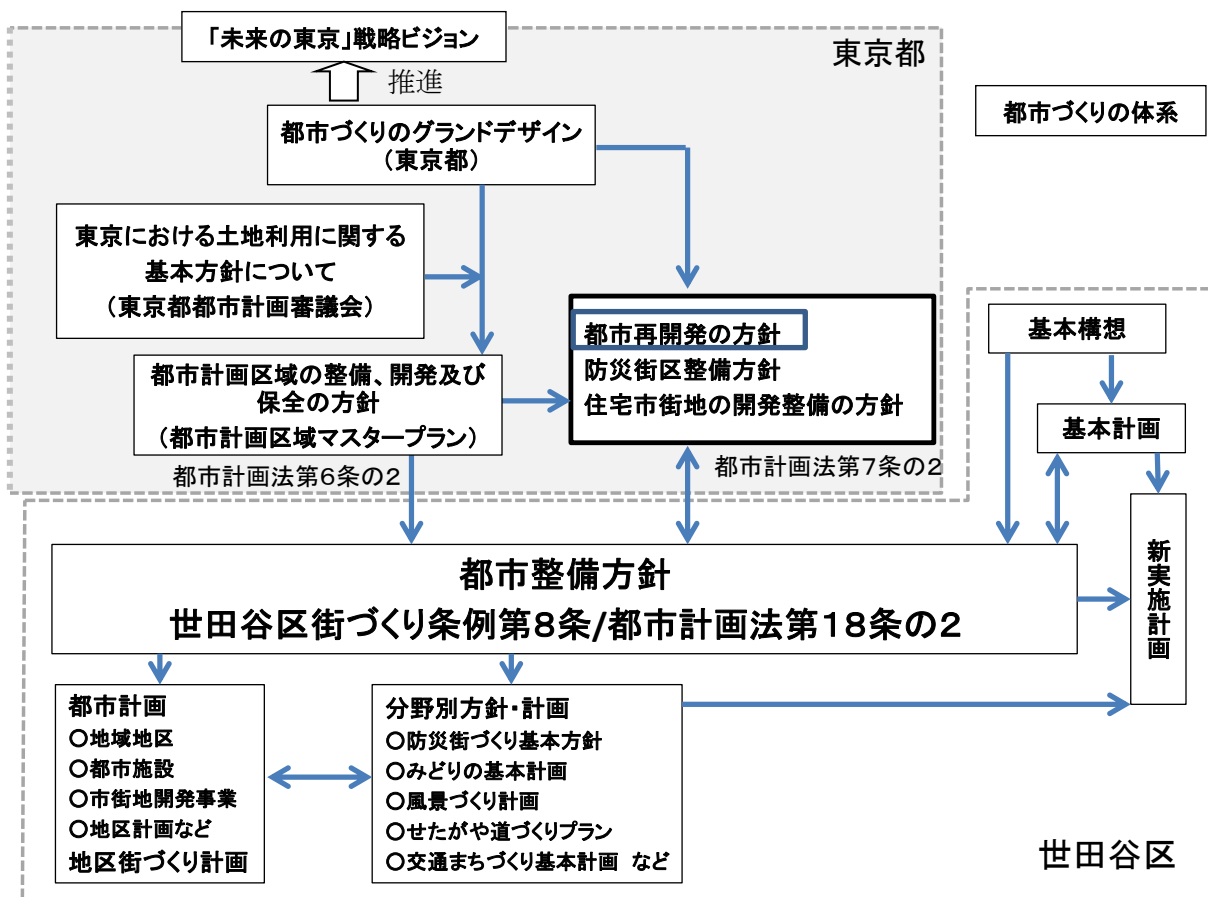 「未来の東京」戦略ビジョン
東京都
推進
都市づくりの体系
都市づくりのグランドデザイン
(東京都)
東京における土地利用に関する
基本方針について
(東京都都市計画審議会)
都市再開発の方針
防災街区整備方針
住宅市街地の開発整備の方針
基本構想
都市計画区域の整備、開発及び
保全の方針
(都市計画区域マスタープラン)
基本計画
都市計画法第6条の2
都市計画法第7条の2
都市整備方針
世田谷区街づくり条例第8条/都市計画法第18条の2
新実施計画
都市計画
○地域地区
○都市施設
○市街地開発事業
○地区計画など
地区街づくり計画
分野別方針・計画
○防災街づくり基本方針
○みどりの基本計画
○風景づくり計画
○せたがや道づくりプラン
○交通まちづくり基本計画 など
世田谷区